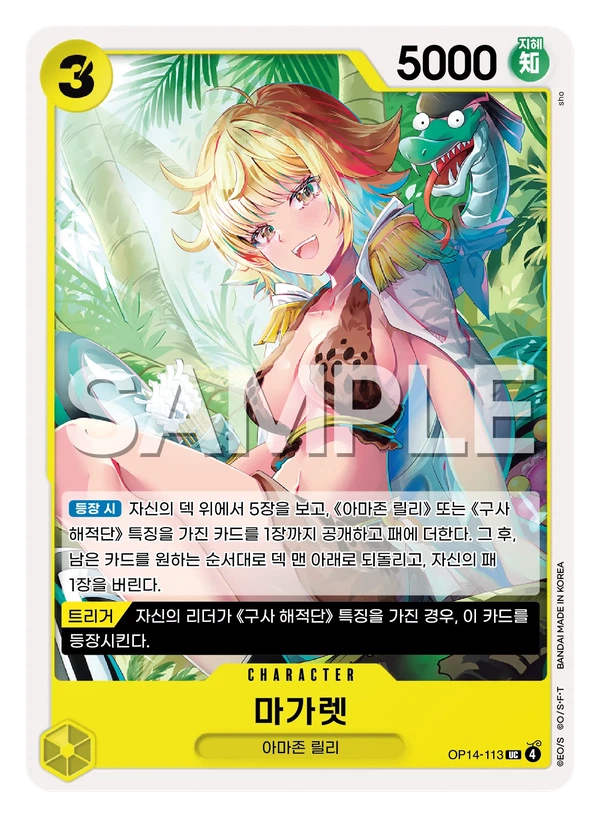 3
5000
지혜
知
sho
SAMPLE
등장 시 자신의 덱 위에서 5장을 보고, 《아마존 릴리》 또는 《구사
해적단》 특징을 가진 카드를 1장까지 공개하고 패에 더한다. 그 후,
남은 카드를 원하는 순서대로 덱 맨 아래로 되돌리고, 자신의 패
1장을 버린다.
트리거 자신의 리더가 《구사 해적단》 특징을 가진 경우, 이 카드를
등장시킨다.
CHARACTER
마가렛
아마존 릴리
OP14-113 UC 4
©EO/S ©O/S·F·T BANDAI MADE IN KOREA